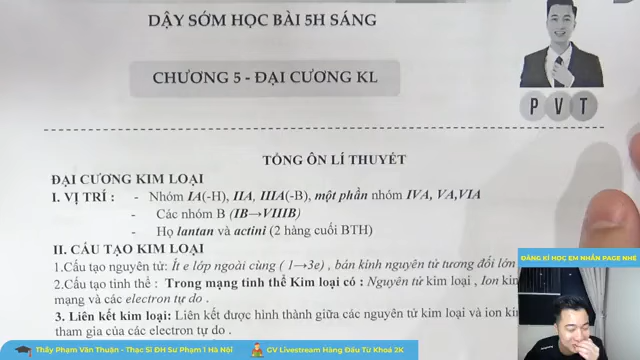 DẬY SỚM HỌC BÀI 5H SÁNG
CHƯƠNG 5 - ĐẠI CƯƠNG KL
P V T
TỔNG ÔN LÍ THUYẾT
ĐẠI CƯƠNG KIM LOẠI
I. VỊ TRÍ : - Nhóm IA(-H), IIA, IIIA(-B), một phần nhóm IVA, VA,VIA
- Các nhóm B (IB→VIIIB)
- Họ lantan và actini (2 hàng cuối BTH)
II. CẤU TẠO KIM LOẠI
1.Cấu tạo nguyên tử: Ít e lớp ngoài cùng ( 1→3e) , bán kính nguyên tử tương đối lớn
2.Cấu tạo tinh thể : Trong mạng tinh thể Kim loại có : Nguyên tử kim loại , Ion
mạng và các electron tự do .
3. Liên kết kim loại: Liên kết được hình thành giữa các nguyên tử kim loại và ion
tham gia của các electron tự do .
ĐĂNG KÍ HỌC EM NHẮN PAGE NHÉ
Thầy Phạm Văn Thuận - Thạc Sĩ ĐH Sư Phạm 1 Hà Nội
GV Livestream Hàng Đầu Từ Khoá 2K